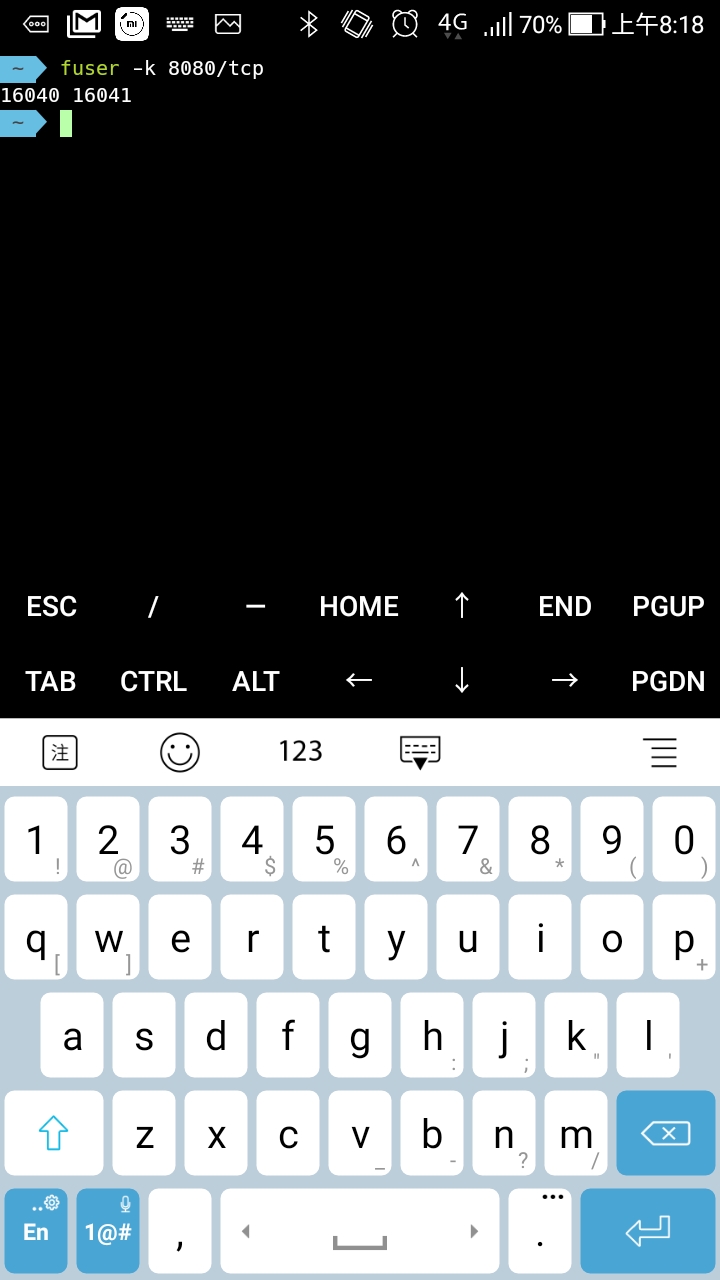 4G 70% 上午8:18
~ fuser -k 8080/tcp
16040 16041
~
ESC / — HOME ↑ END PGUP
TAB CTRL ALT ← ↓ → PGDN
注 123
1 ! 2 @ 3 # 4 $ 5 % 6 ^ 7 & 8 * 9 ( 0 )
q [ w ] e r t y u i o p +
a s d f g h : j ; k " l '
z x c v _ b - n ? m /
En 1@# , . •••